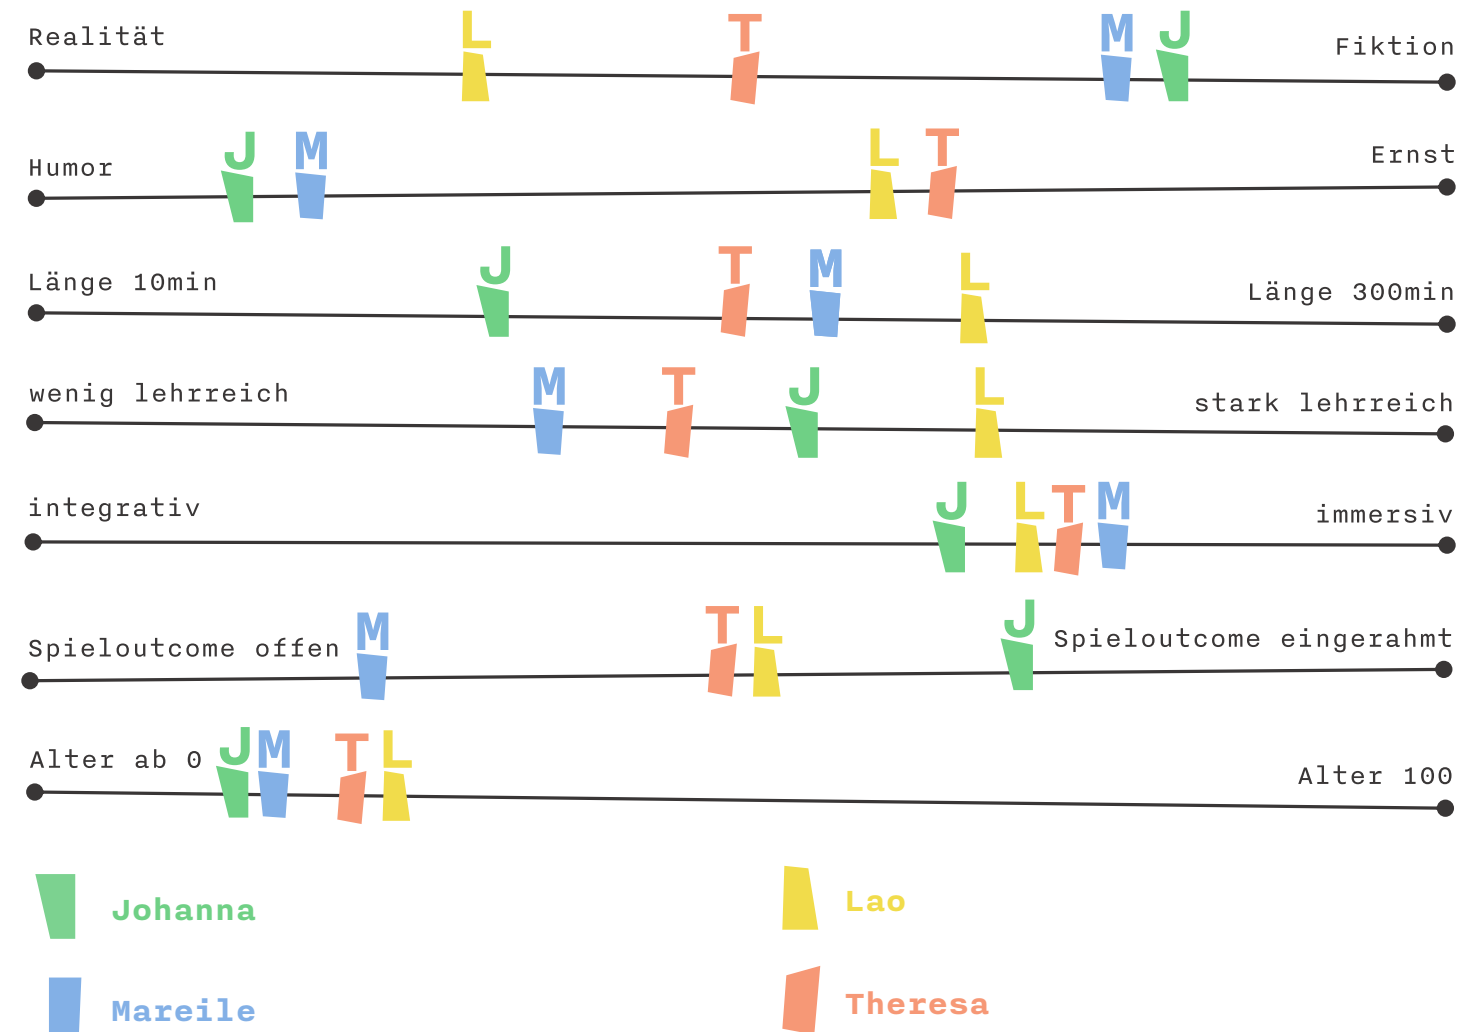 Realität L T M J Fiktion
Humor J M L T Ernst
Länge 10min J T M L Länge 300min
wenig lehrreich M T J L stark lehrreich
integrativ J L T M immersiv
Spieloutcome offen M T L J Spieloutcome eingerahmt
Alter ab 0 J M T L Alter 100
Johanna Lao
Mareile Theresa